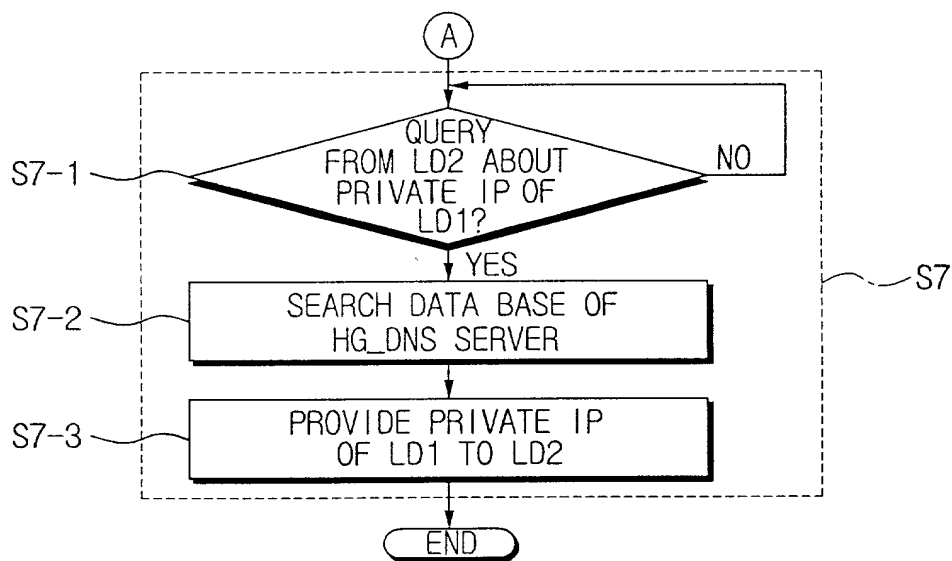 A
QUERY
FROM LD2 ABOUT
PRIVATE IP OF
LD1?
NO
S7-1
YES
S7
SEARCH DATA BASE OF
HG_DNS SERVER
S7-2
PROVIDE PRIVATE IP
OF LD1 TO LD2
S7-3
END